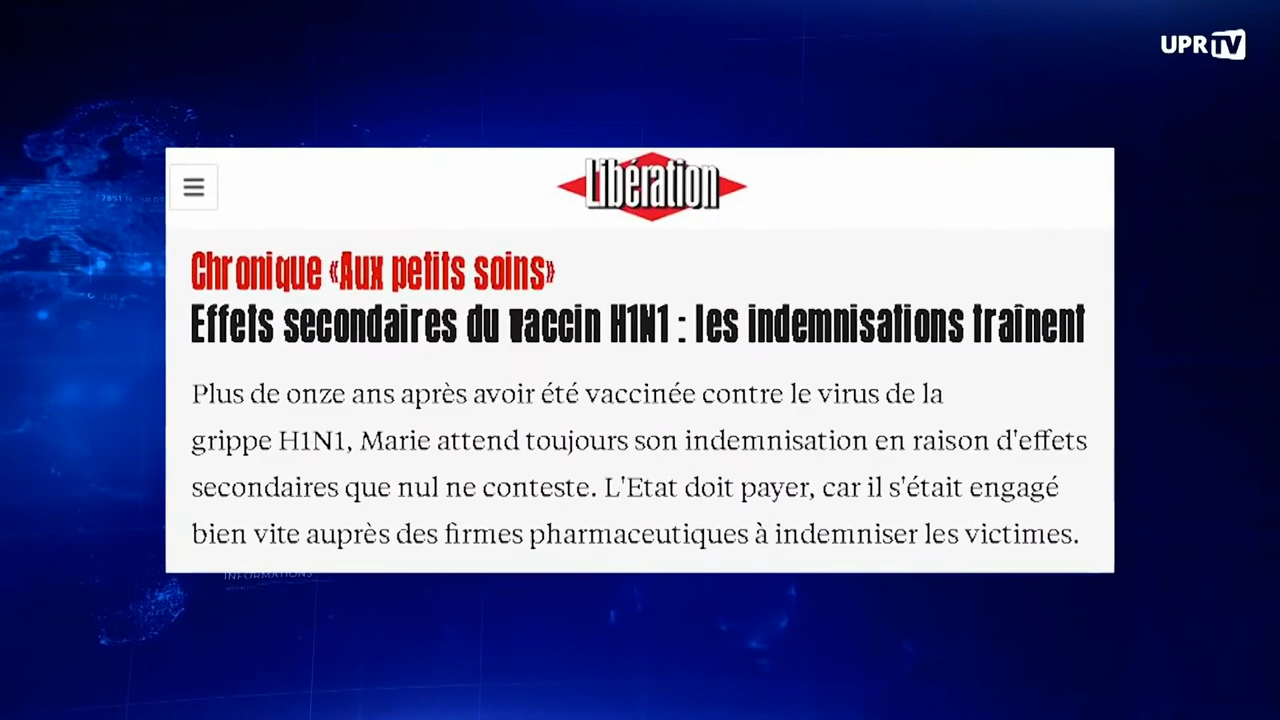 UPR TV
Libération
Chronique «Aux petits soins»
Effets secondaires du vaccin H1N1 : les indemnisations traînent
Plus de onze ans après avoir été vaccinée contre le virus de la
grippe H1N1, Marie attend toujours son indemnisation en raison d'effets
secondaires que nul ne conteste. L'Etat doit payer, car il s'était engagé
bien vite auprès des firmes pharmaceutiques à indemniser les victimes.
INFORMATIONS